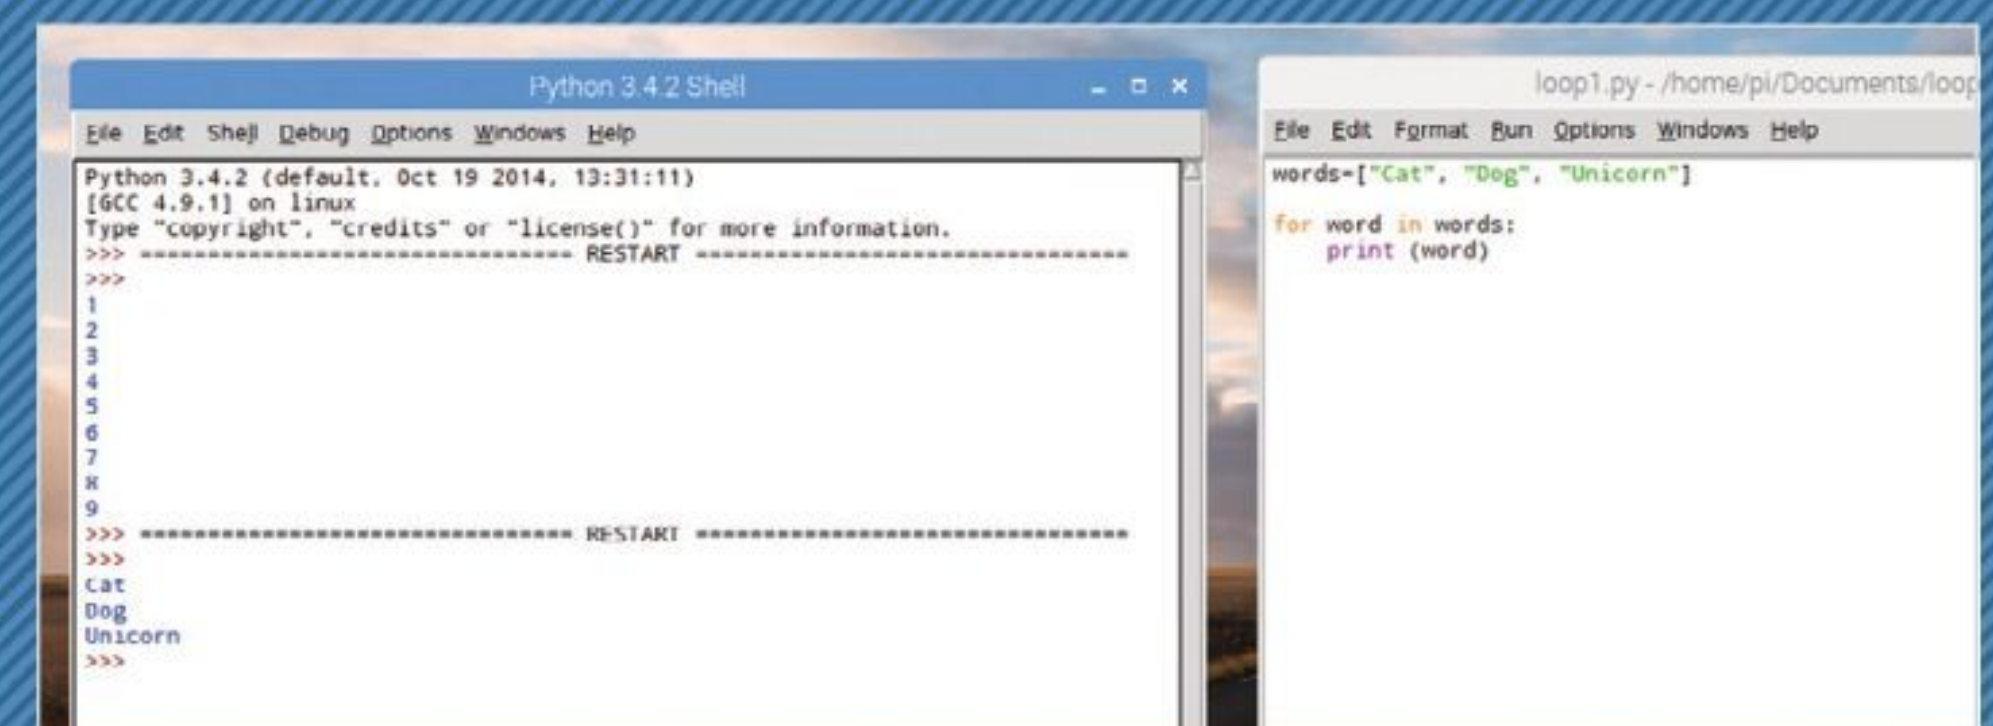 Python 3.4.2 Shell
File Edit Shell Debug Options Windows Help
Python 3.4.2 (default, Oct 19 2014, 13:31:11)
[GCC 4.9.1] on linux
Type "copyright", "credits" or "license()" for more information.
>>> ================================ RESTART ================================
>>>
1
2
3
4
5
6
7
8
9
>>> ================================ RESTART ================================
>>>
Cat
Dog
Unicorn
>>>
loop1.py - /home/pi/Documents/loop
File Edit Format Run Options Windows Help
words=["Cat", "Dog", "Unicorn"]
for word in words:
    print (word)